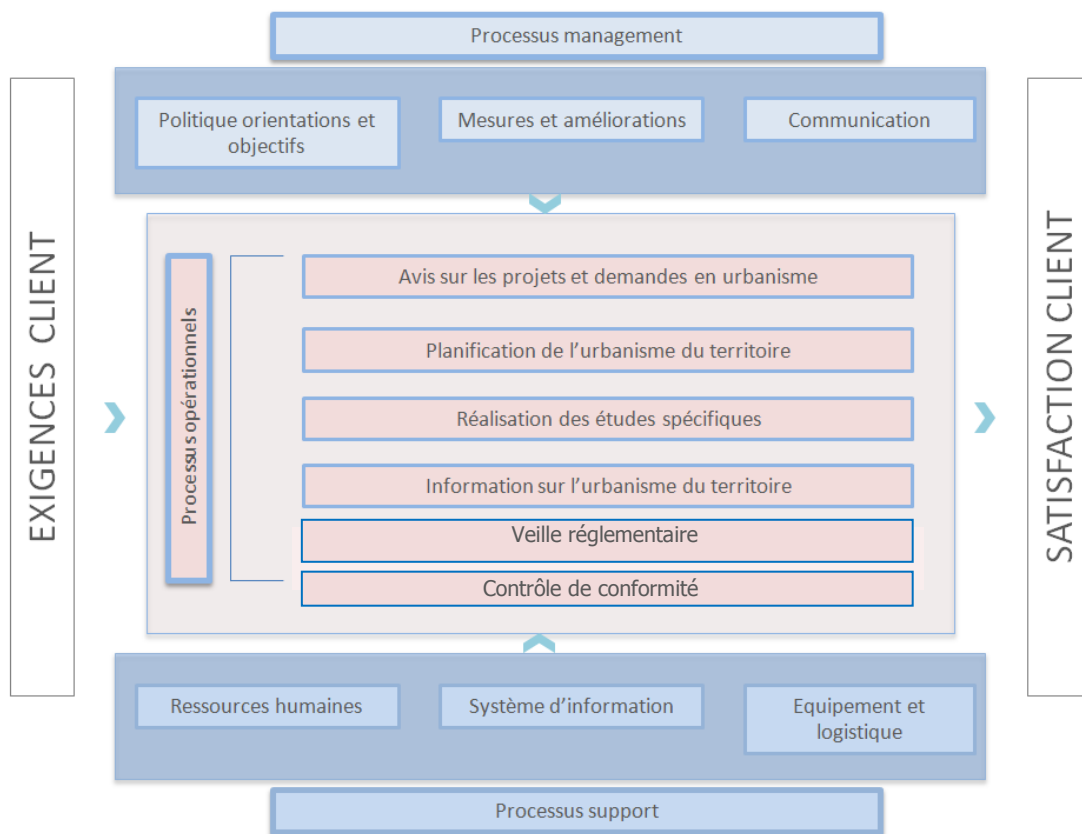 Processus management
Politique orientations et
objectifs
Mesures et améliorations
Communication
EXIGENCES CLIENT
Processus opérationnels
Avis sur les projets et demandes en urbanisme
Planification de l’urbanisme du territoire
Réalisation des études spécifiques
Information sur l’urbanisme du territoire
Veille réglementaire
Contrôle de conformité
SATISFACTION CLIENT
Ressources humaines
Système d’information
Equipement et
logistique
Processus support